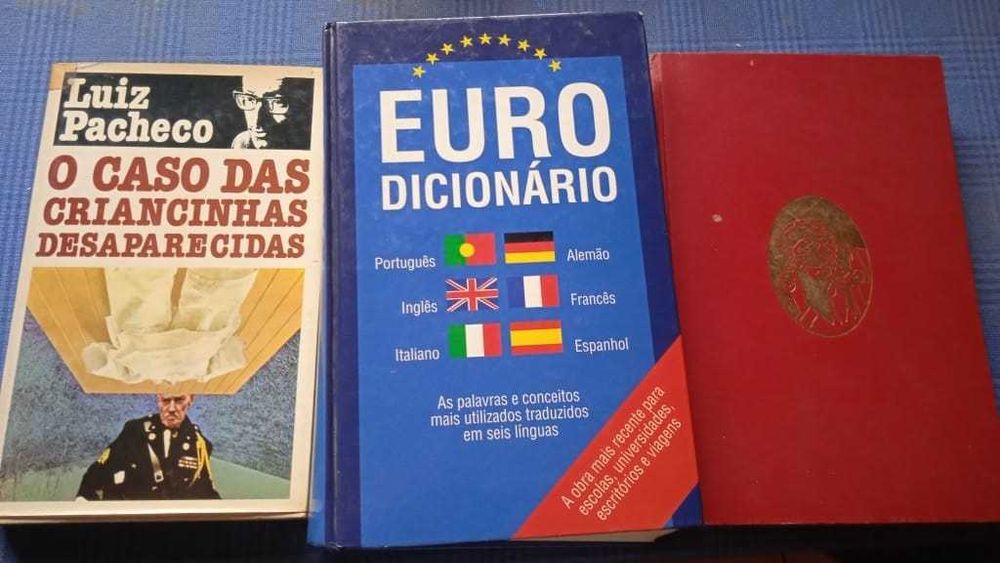 Luiz
Pacheco
O CASO DAS
CRIANCINHAS
DESAPARECIDAS
EURO
DICIONÁRIO
Português
Alemão
Inglês
Francês
Italiano
Espanhol
As palavras e conceitos
mais utilizados traduzidos
em seis línguas
A obra mais recente para
escolas, universidades,
escritórios e viagens